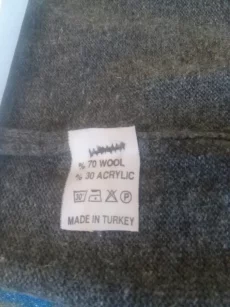 % 70 WOOL
% 30 ACRYLIC
MADE IN TURKEY